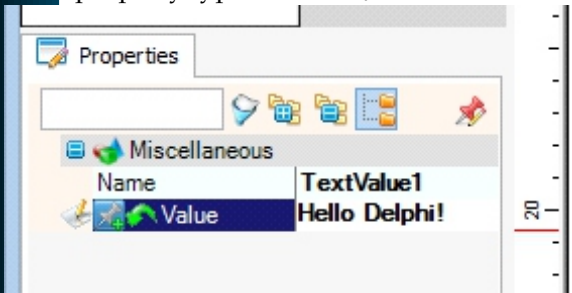 Properties
Miscellaneous
Name TextValue1
Value Hello Delphi!
20